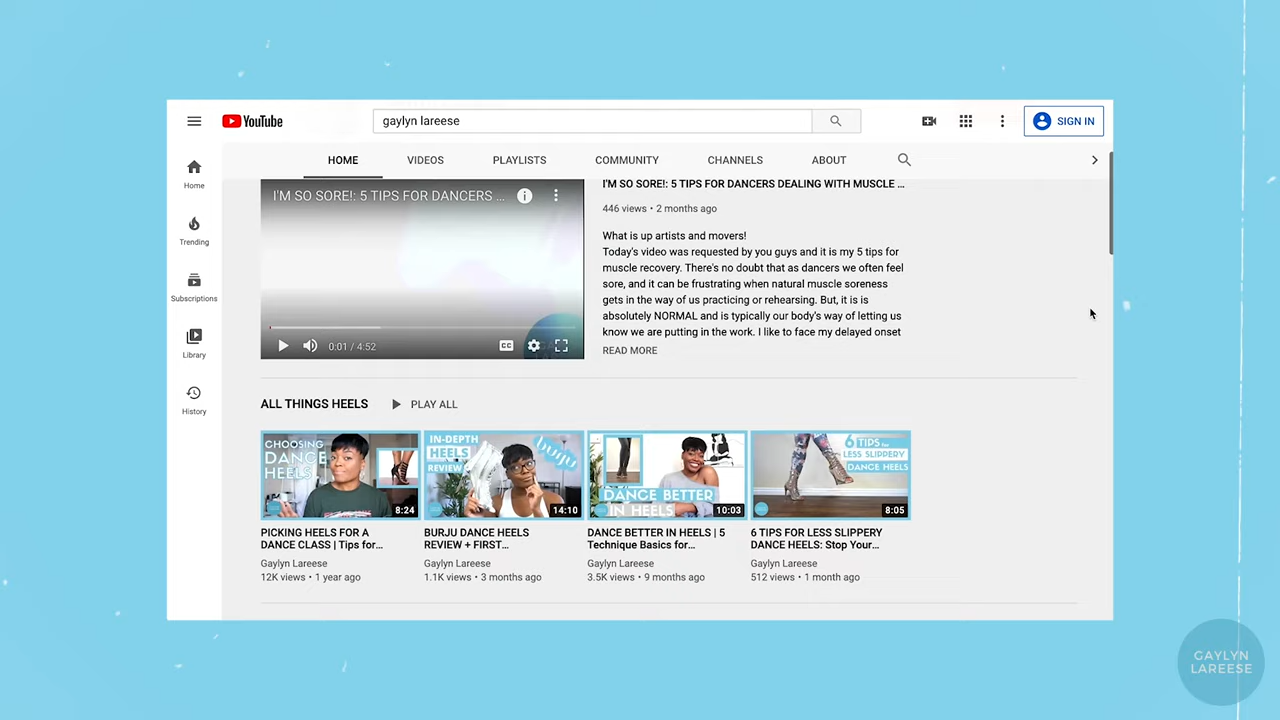 YouTube
gaylyn lareese
SIGN IN
HOME
VIDEOS
PLAYLISTS
COMMUNITY
CHANNELS
ABOUT
Home
Trending
Subscriptions
Library
History
I'M SO SORE!: 5 TIPS FOR DANCERS ...
0:01 / 4:52
CC
I'M SO SORE!: 5 TIPS FOR DANCERS DEALING WITH MUSCLE ...
446 views • 2 months ago
What is up artists and movers!
Today's video was requested by you guys and it is my 5 tips for
muscle recovery. There's no doubt that as dancers we often feel
sore, and it can be frustrating when natural muscle soreness
gets in the way of us practicing or rehearsing. But, it is is
absolutely NORMAL and is typically our body's way of letting us
know we are putting in the work. I like to face my delayed onset
READ MORE
ALL THINGS HEELS
PLAY ALL
CHOOSING
DANCE
HEELS
8:24
PICKING HEELS FOR A
DANCE CLASS | Tips for...
Gaylyn Lareese
12K views • 1 year ago
IN-DEPTH
HEELS
REVIEW
burju
14:10
BURJU DANCE HEELS
REVIEW + FIRST...
Gaylyn Lareese
1.1K views • 3 months ago
DANCE BETTER
IN HEELS
10:03
DANCE BETTER IN HEELS | 5
Technique Basics for...
Gaylyn Lareese
3.5K views • 9 months ago
6 TIPS for
LESS SLIPPERY
DANCE HEELS
8:05
6 TIPS FOR LESS SLIPPERY
DANCE HEELS: Stop Your...
Gaylyn Lareese
512 views • 1 month ago
GAYLYN
LAREESE